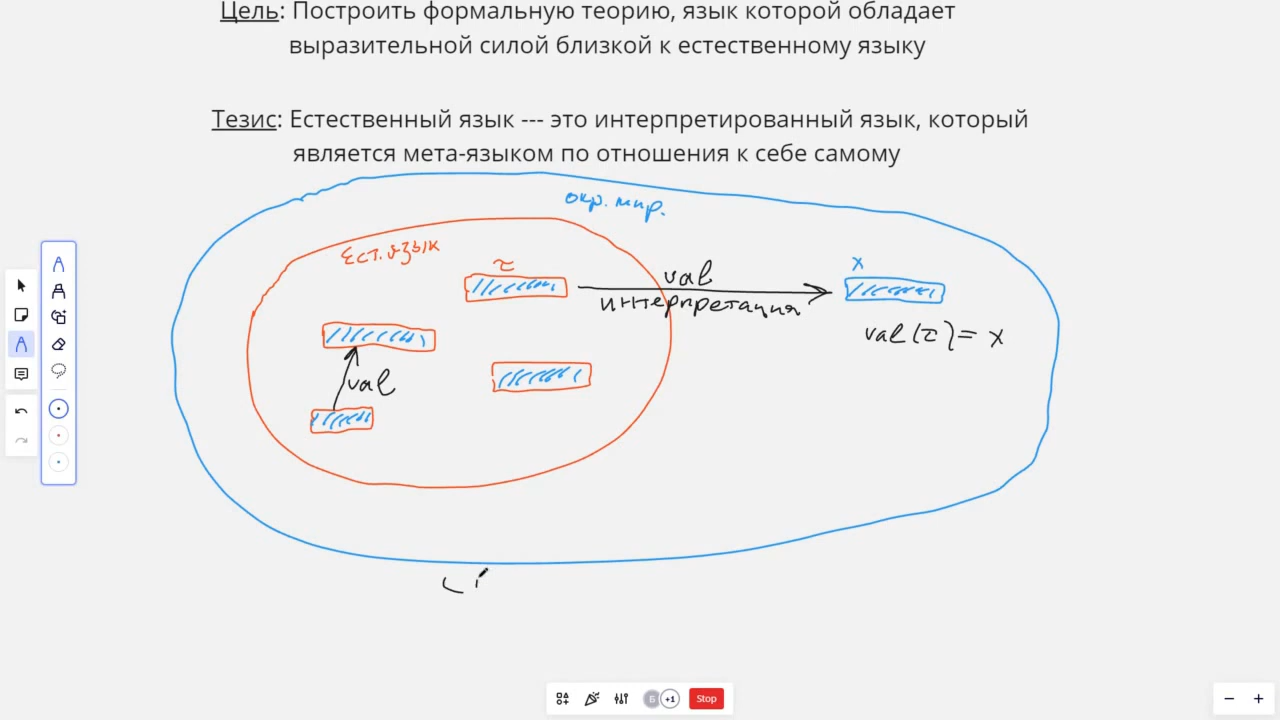 Цель: Построить формальную теорию, язык которой обладает
выразительной силой близкой к естественному языку
Тезис: Естественный язык --- это интерпретированный язык, который
является мета-языком по отношения к себе самому
окр. мир.
Ест. язык
τ
val
x
интерпретация
val(τ) = x
val
Б
+1
Stop